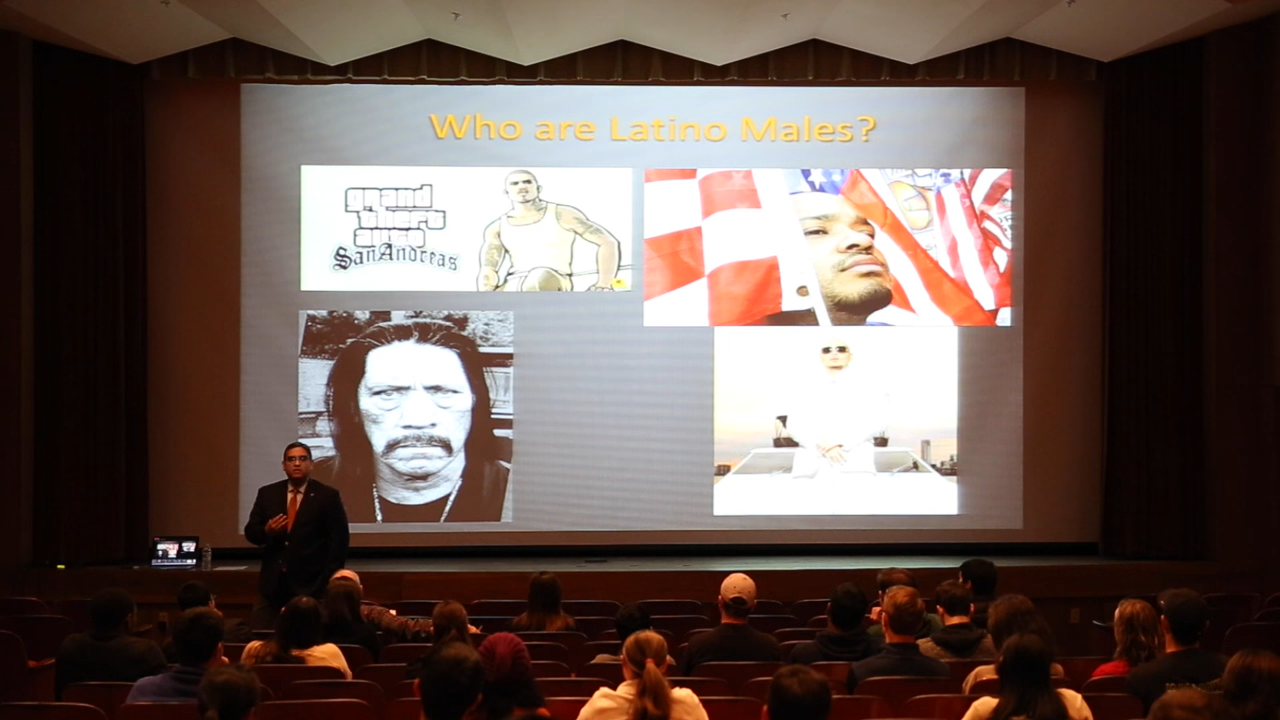 Who are Latino Males?
grand
theft
auto
San Andreas